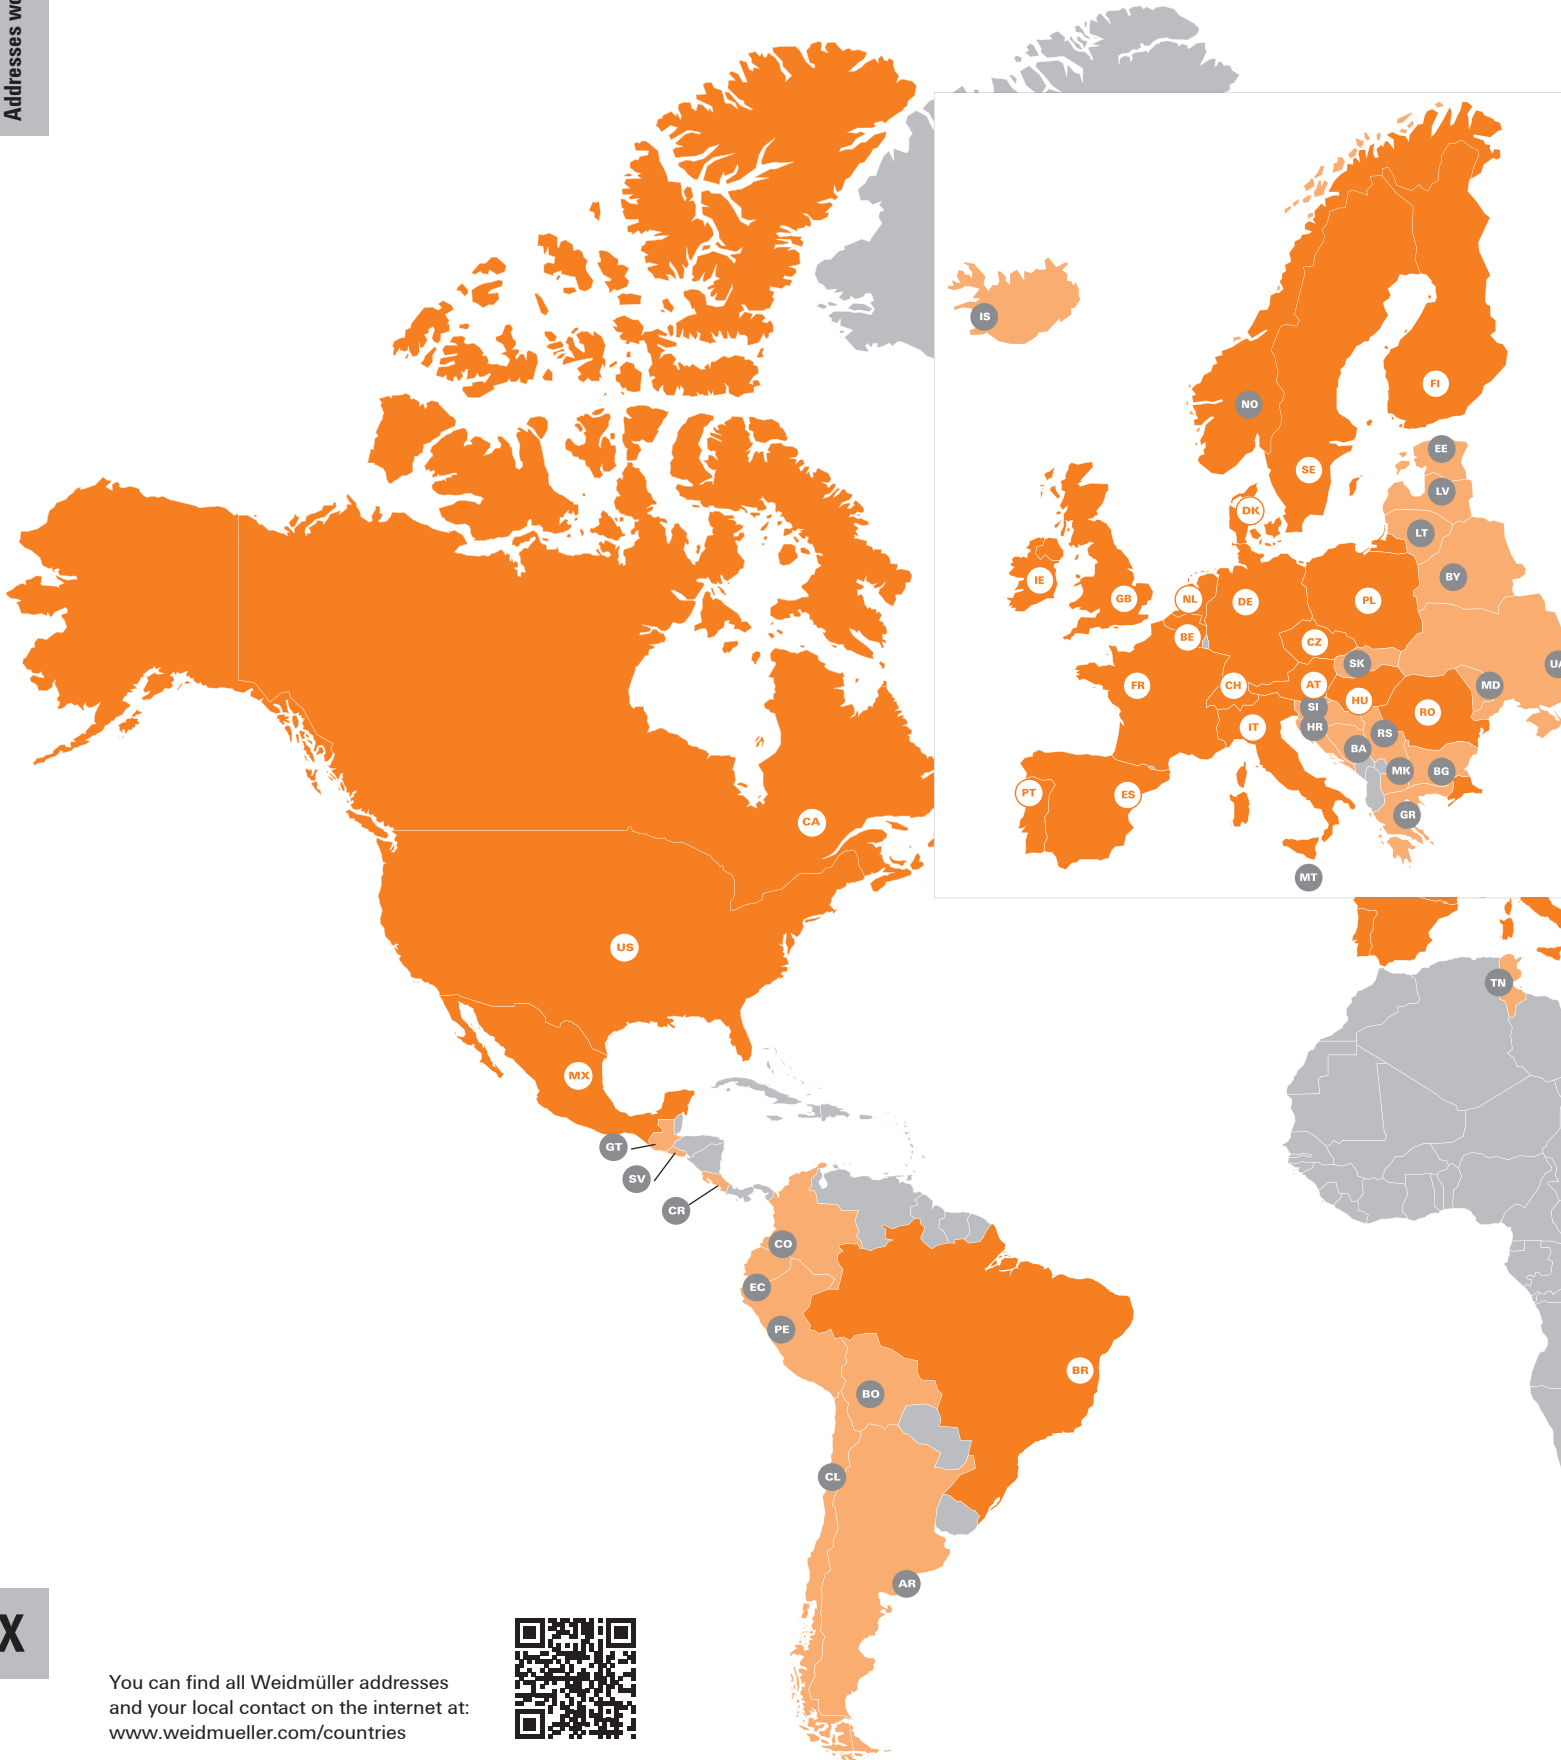 Addresses
IS
FI
NO
EE
SE
LV
DK
LT
BY
IE
GB
NL
DE
PL
BE
CZ
SK
FR
CH
AT
MD
SI
HU
RO
HR
IT
RS
BA
MK
BG
PT
ES
GR
CA
MT
US
TN
MX
GT
SV
CR
CO
EC
PE
BR
BO
CL
AR
X
You can find all Weidmüller addresses
and your local contact on the internet at:
www.weidmueller.com/countries